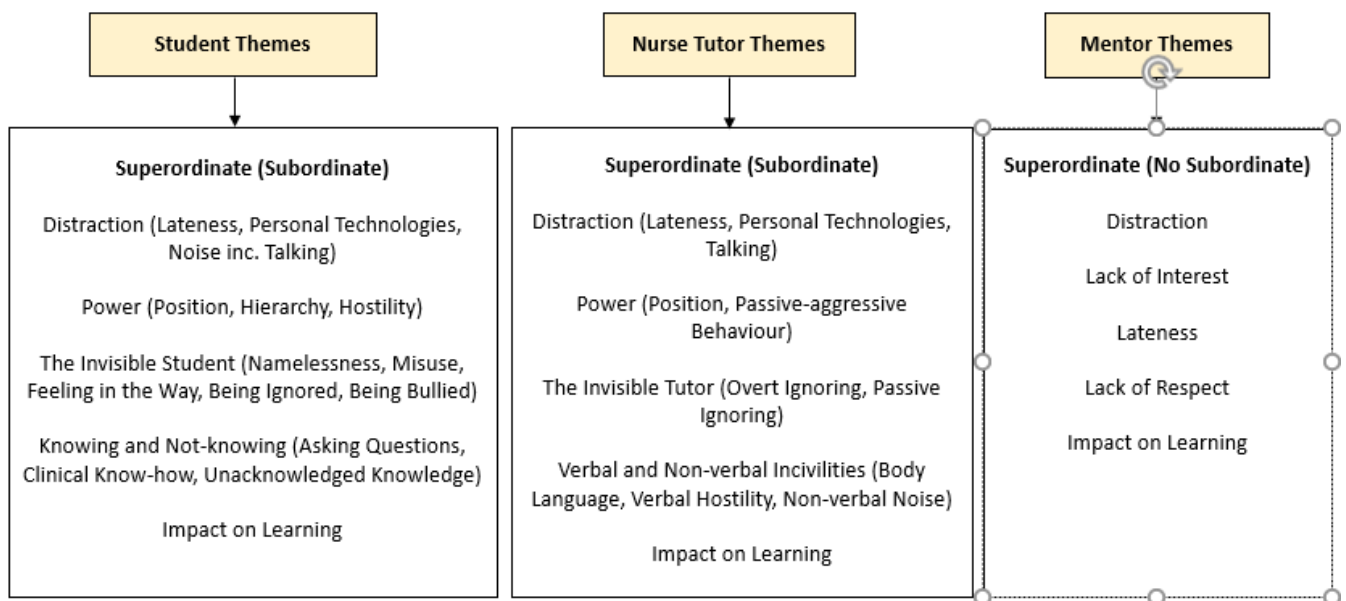 Student Themes
Superordinate (Subordinate)
Distraction (Lateness, Personal Technologies,
Noise inc. Talking)
Power (Position, Hierarchy, Hostility)
The Invisible Student (Namelessness, Misuse,
Feeling in the Way, Being Ignored, Being Bullied)
Knowing and Not-knowing (Asking Questions,
Clinical Know-how, Unacknowledged Knowledge)
Impact on Learning
Nurse Tutor Themes
Superordinate (Subordinate)
Distraction (Lateness, Personal Technologies,
Talking)
Power (Position, Passive-aggressive
Behaviour)
The Invisible Tutor (Overt Ignoring, Passive
Ignoring)
Verbal and Non-verbal Incivilities (Body
Language, Verbal Hostility, Non-verbal Noise)
Impact on Learning
Mentor Themes
Superordinate (No Subordinate)
Distraction
Lack of Interest
Lateness
Lack of Respect
Impact on Learning